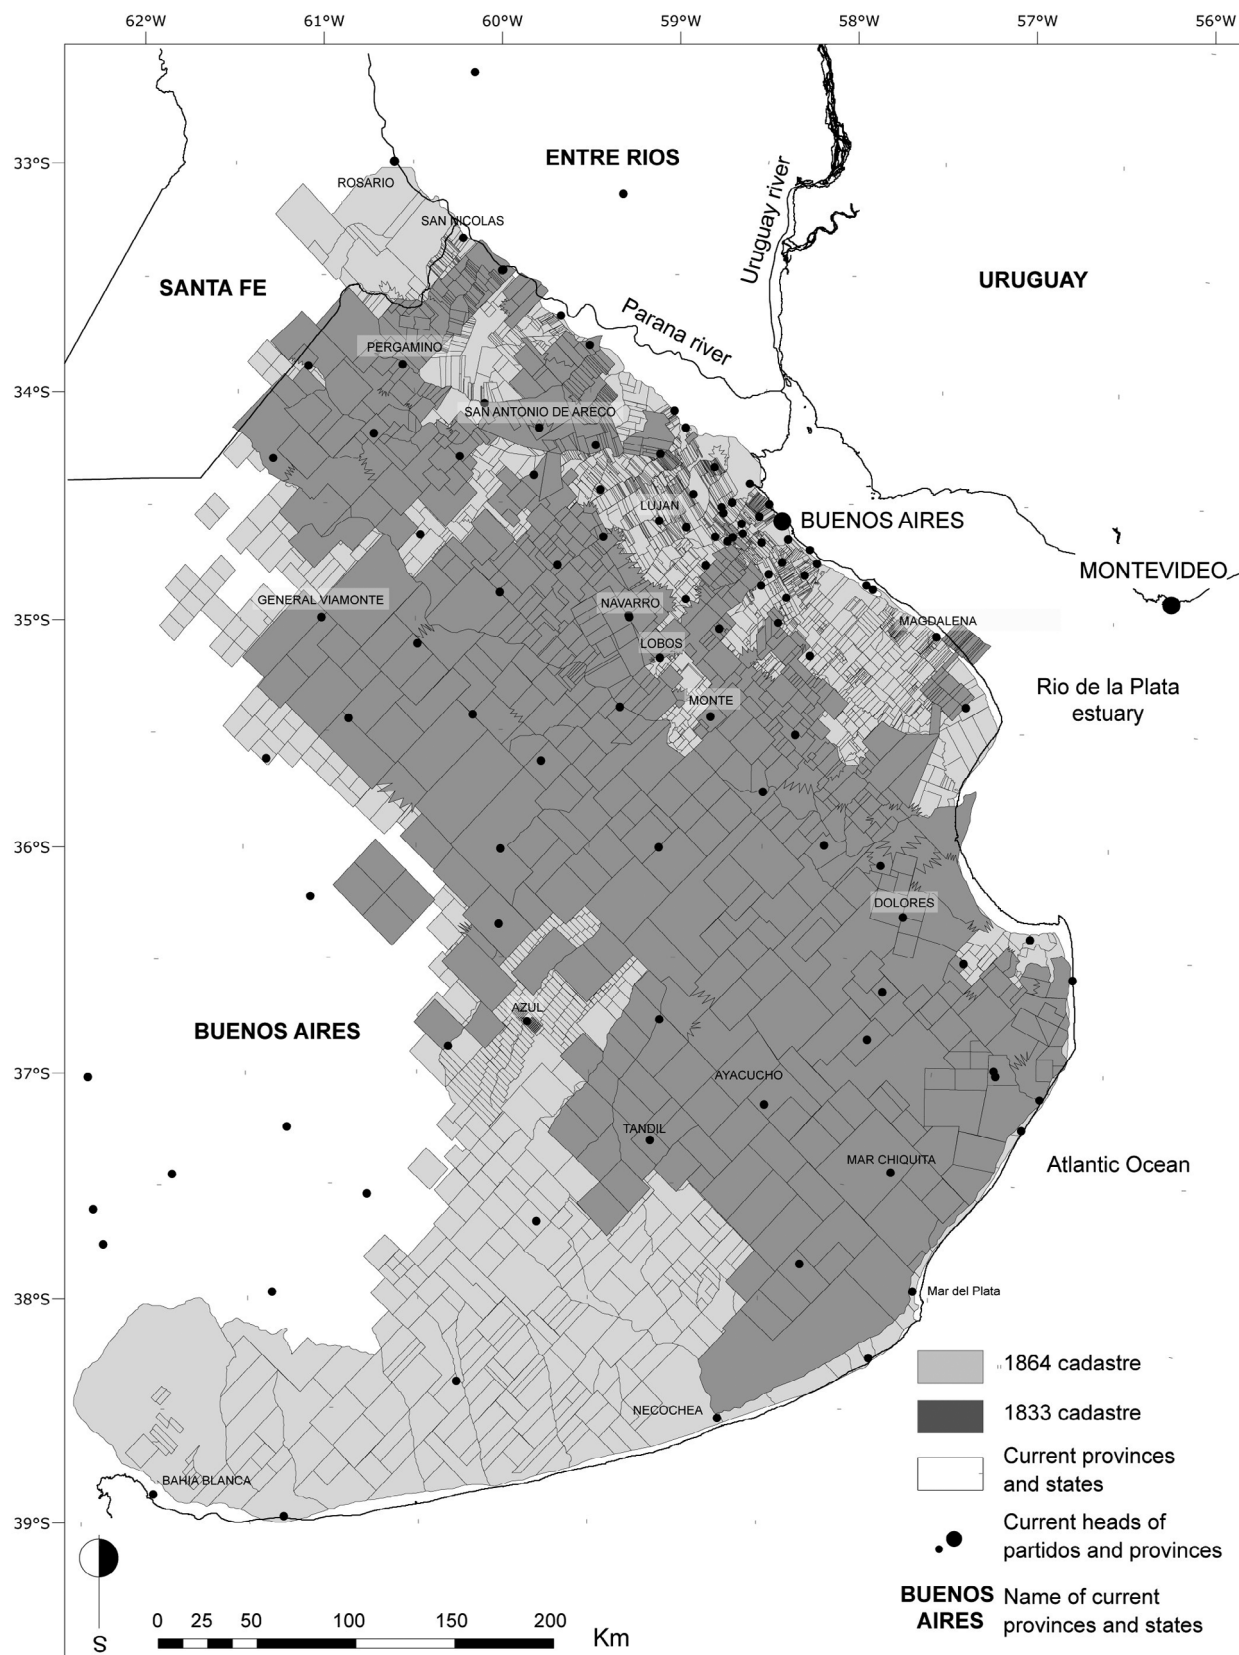 62°W 61°W 60°W 59°W 58°W 57°W 56°W
33°S
ENTRE RIOS
ROSARIO
Uruguay river
SAN NICOLAS
SANTA FE
URUGUAY
Parana river
PERGAMINO
34°S
SAN ANTONIO DE ARECO
LUJAN
BUENOS AIRES
MONTEVIDEO
GENERAL VIAMONTE
NAVARRO
35°S
MAGDALENA
LOBOS
Rio de la Plata
estuary
MONTE
36°S
DOLORES
AZUL
BUENOS AIRES
37°S
AYACUCHO
TANDIL
MAR CHIQUITA
Atlantic Ocean
38°S
Mar del Plata
NECOCHEA
BAHIA BLANCA
39°S
1864 cadastre
1833 cadastre
Current provinces
and states
Current heads of
partidos and provinces
BUENOS
AIRES
Name of current
provinces and states
S
0 25 50 100 150 200
Km